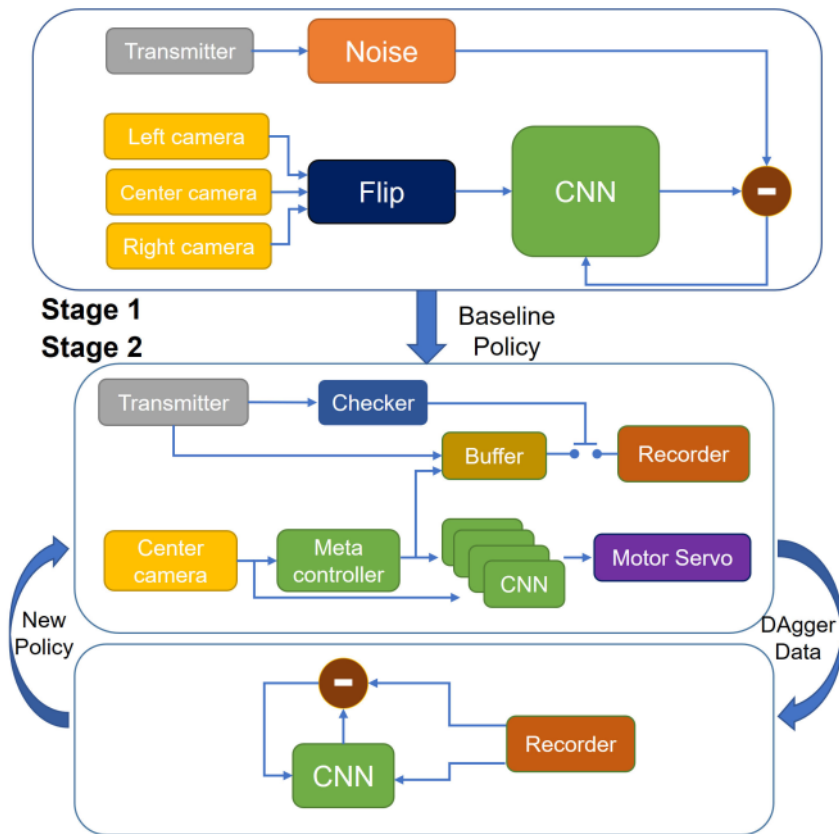 Transmitter
Noise
Left camera
Center camera
Right camera
Flip
CNN
-
Stage 1
Stage 2
Baseline
Policy
Transmitter
Checker
Buffer
Recorder
Center
camera
Meta
controller
CNN
Motor Servo
New
Policy
DAgger
Data
-
CNN
Recorder